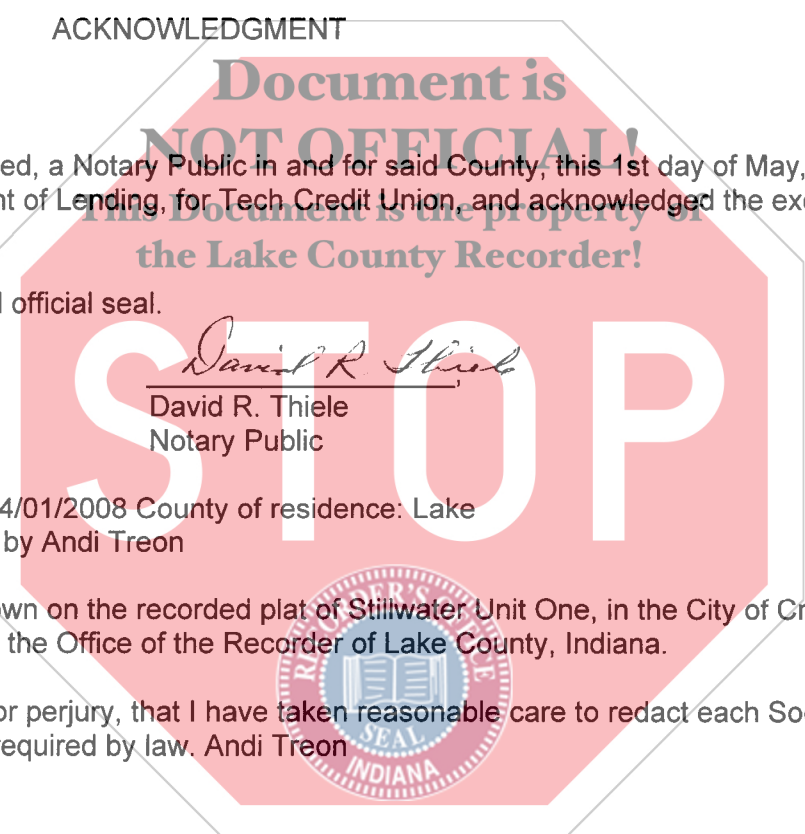 ACKNOWLEDGMENT
Document is
NOT OFFICIAL!
ed, a Notary Public in and for said County, this 1st day of May,
This Document is the property of
nt of Lending, for Tech Credit Union, and acknowledged the exe
the Lake County Recorder!
l official seal.
David R. Thiele
David R. Thiele
Notary Public
STOP
4/01/2008 County of residence: Lake
by Andi Treon
RECORDER'S OFFICE
own on the recorded plat of Stillwater Unit One, in the City of Cr
the Office of the Recorder of Lake County, Indiana.
or perjury, that I have taken reasonable care to redact each So
SEAL
required by law. Andi Treon
INDIANA